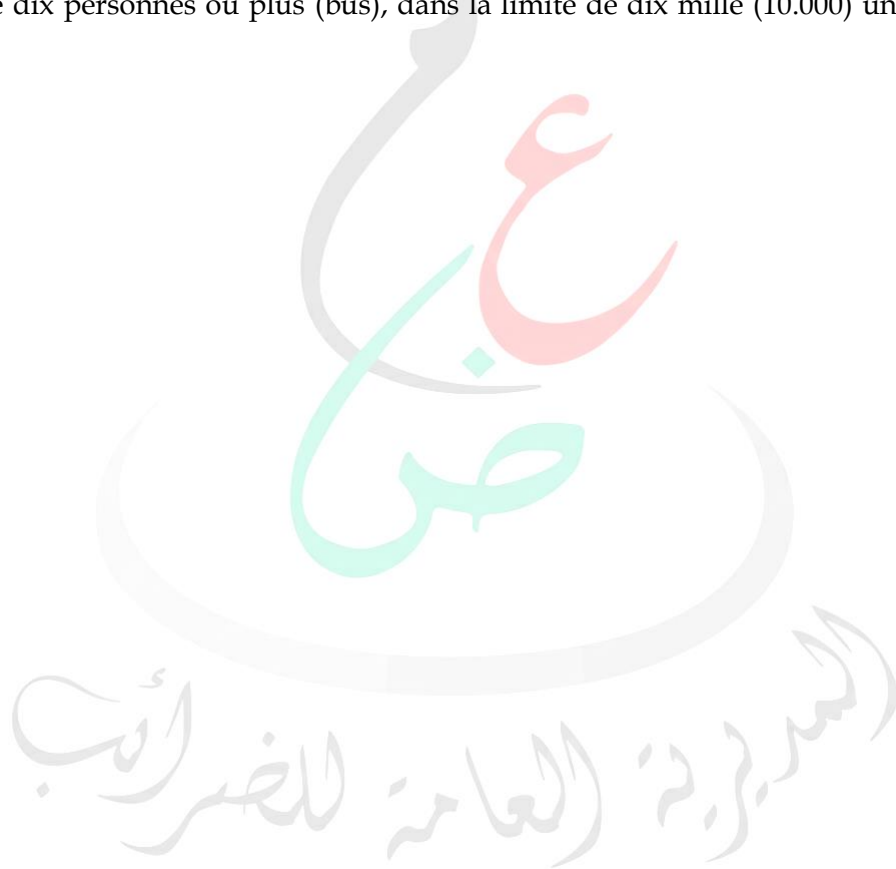 dix personnes ou plus (bus), dans la limite de dix mille (10.000) un
م
ع
ض
المديرية العامة للضرائب